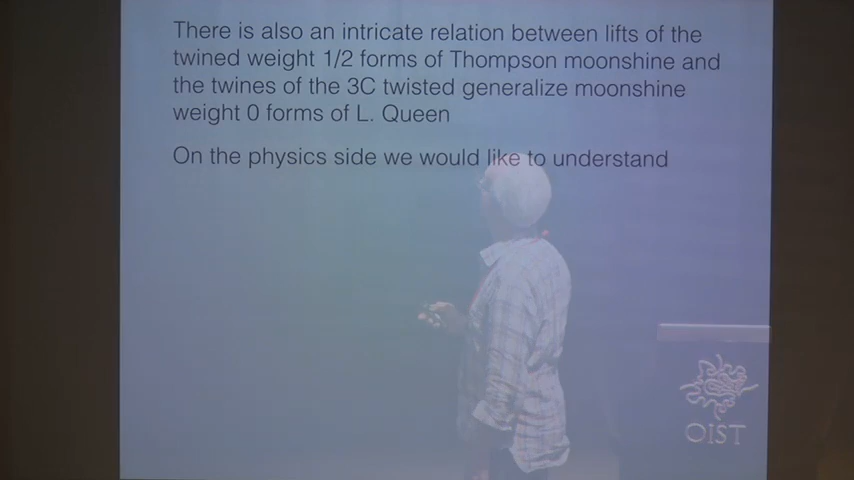 There is also an intricate relation between lifts of the
twined weight 1/2 forms of Thompson moonshine and
the twines of the 3C twisted generalize moonshine
weight 0 forms of L. Queen
On the physics side we would like to understand
OIST